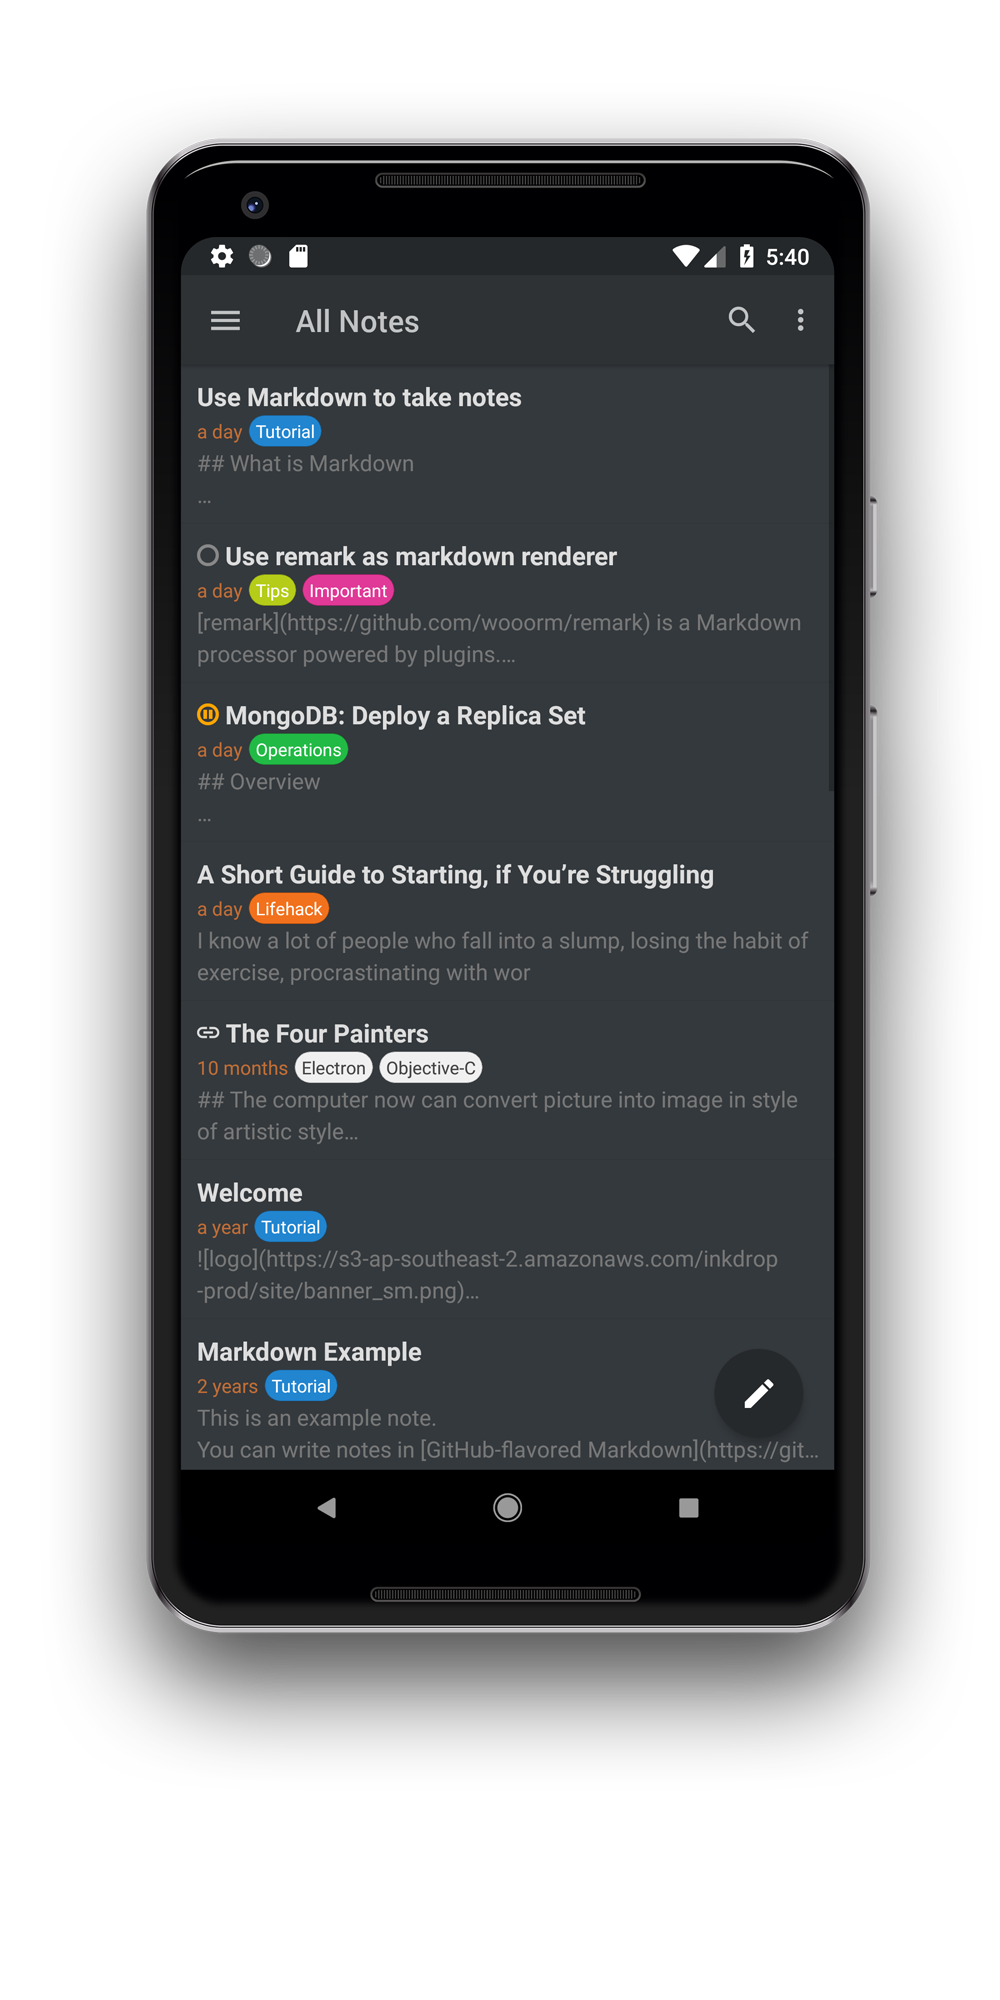 5:40
All Notes
Use Markdown to take notes
a day Tutorial
## What is Markdown
...
Use remark as markdown renderer
a day Tips Important
[remark](https://github.com/wooorm/remark) is a Markdown
processor powered by plugins....
MongoDB: Deploy a Replica Set
a day Operations
## Overview
...
A Short Guide to Starting, if You’re Struggling
a day Lifehack
I know a lot of people who fall into a slump, losing the habit of
exercise, procrastinating with wor
The Four Painters
10 months Electron Objective-C
## The computer now can convert picture into image in style
of artistic style...
Welcome
a year Tutorial
![logo](https://s3-ap-southeast-2.amazonaws.com/inkdrop
-prod/site/banner_sm.png)...
Markdown Example
2 years Tutorial
This is an example note.
You can write notes in [GitHub-flavored Markdown](https://git...